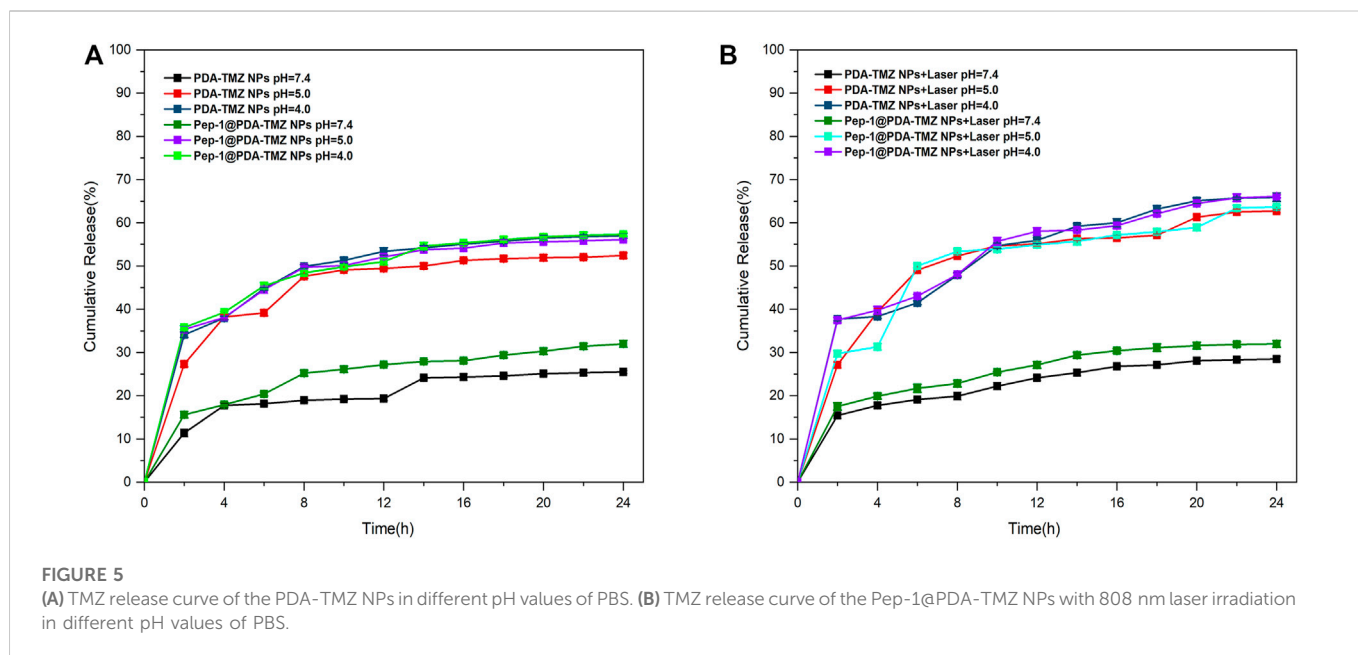 A
100
90
80
70
60
50
40
30
20
10
0
Cumulative Release(%)
PDA-TMZ NPs pH=7.4
PDA-TMZ NPs pH=5.0
PDA-TMZ NPs pH=4.0
Pep-1@PDA-TMZ NPs pH=7.4
Pep-1@PDA-TMZ NPs pH=5.0
Pep-1@PDA-TMZ NPs pH=4.0
0 4 8 12 16 20 24
Time(h)
B
100
90
80
70
60
50
40
30
20
10
0
Cumulative Release(%)
PDA-TMZ NPs+Laser pH=7.4
PDA-TMZ NPs+Laser pH=5.0
PDA-TMZ NPs+Laser pH=4.0
Pep-1@PDA-TMZ NPs+Laser pH=7.4
Pep-1@PDA-TMZ NPs+Laser pH=5.0
Pep-1@PDA-TMZ NPs+Laser pH=4.0
0 4 8 12 16 20 24
Time(h)
FIGURE 5
(A) TMZ release curve of the PDA-TMZ NPs in different pH values of PBS. (B) TMZ release curve of the Pep-1@PDA-TMZ NPs with 808 nm laser irradiation
in different pH values of PBS.